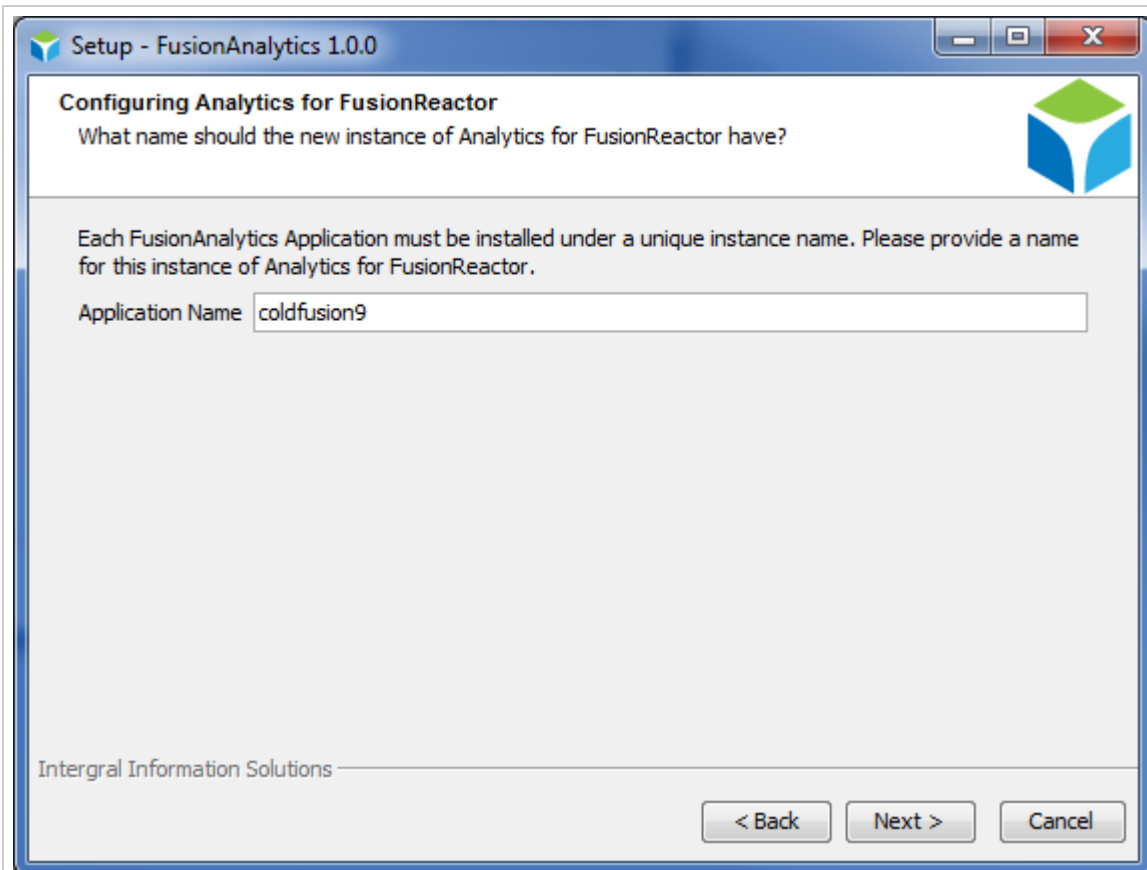 Setup - FusionAnalytics 1.0.0
Configuring Analytics for FusionReactor
What name should the new instance of Analytics for FusionReactor have?
Each FusionAnalytics Application must be installed under a unique instance name. Please provide a name
for this instance of Analytics for FusionReactor.
Application Name coldfusion9
Intergral Information Solutions
< Back Next > Cancel